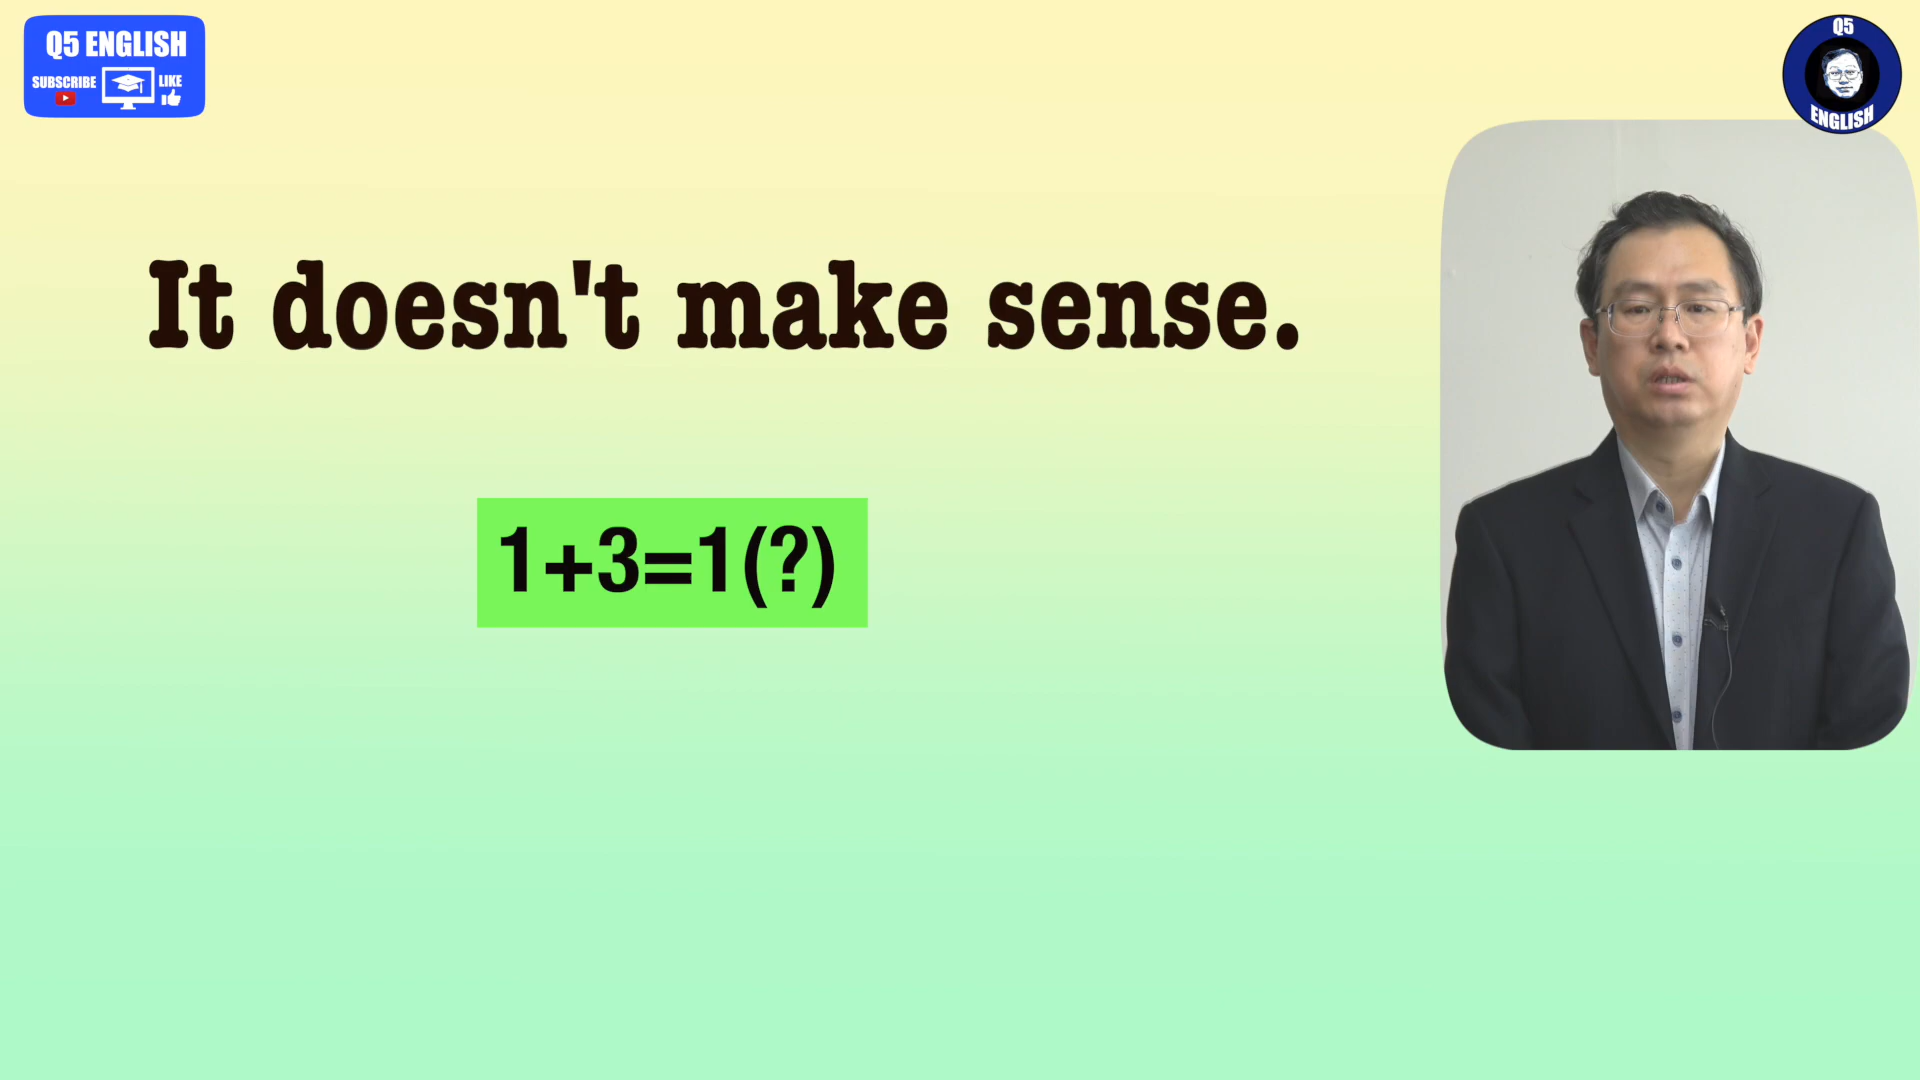 Q5 ENGLISH
SUBSCRIBE LIKE
Q5
ENGLISH
It doesn't make sense.
1+3=1(?)